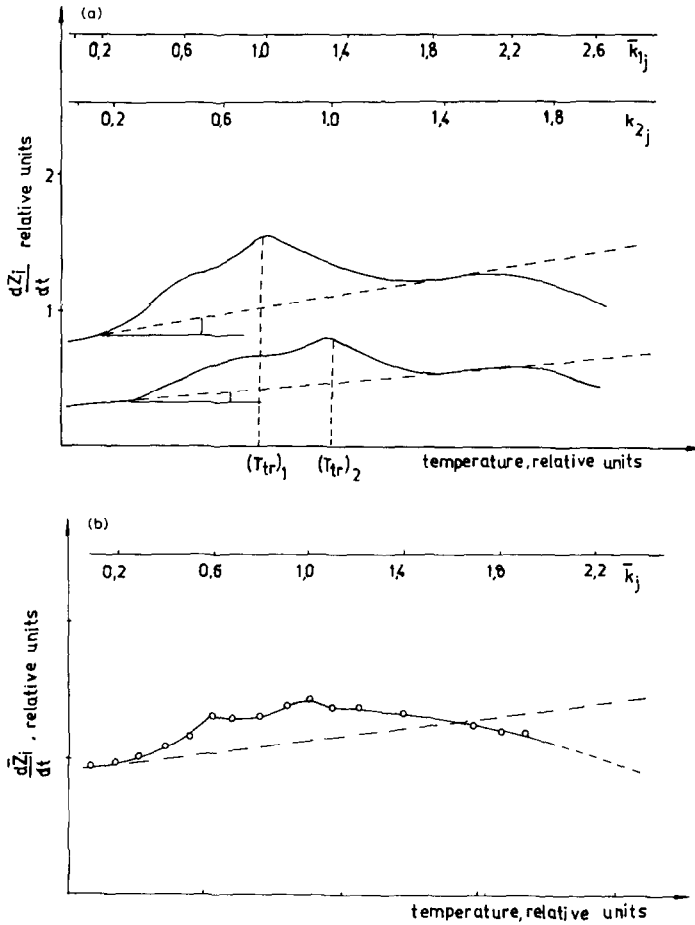 (a)
0,2 0,6 1,0 1,4 1,8 2,2 2,6 k̄1j
0,2 0,6 1,0 1,4 1,8 k2j
2
1
dZi/dt relative units
(Ttr)1 (Ttr)2 temperature, relative units
(b)
0,2 0,6 1,0 1,4 1,8 2,2 k̄j
dZ̄i/dt , relative units
temperature, relative units